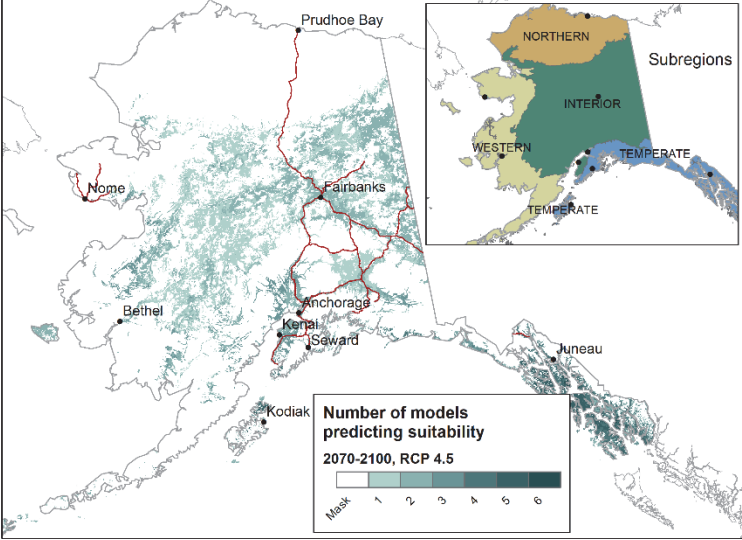 Prudhoe Bay
NORTHERN
Subregions
INTERIOR
WESTERN
TEMPERATE
TEMPERATE
Nome
Fairbanks
Bethel
Anchorage
Kenai
Seward
Juneau
Kodiak
Number of models
predicting suitability
2070-2100, RCP 4.5
Mask 1 2 3 4 5 6